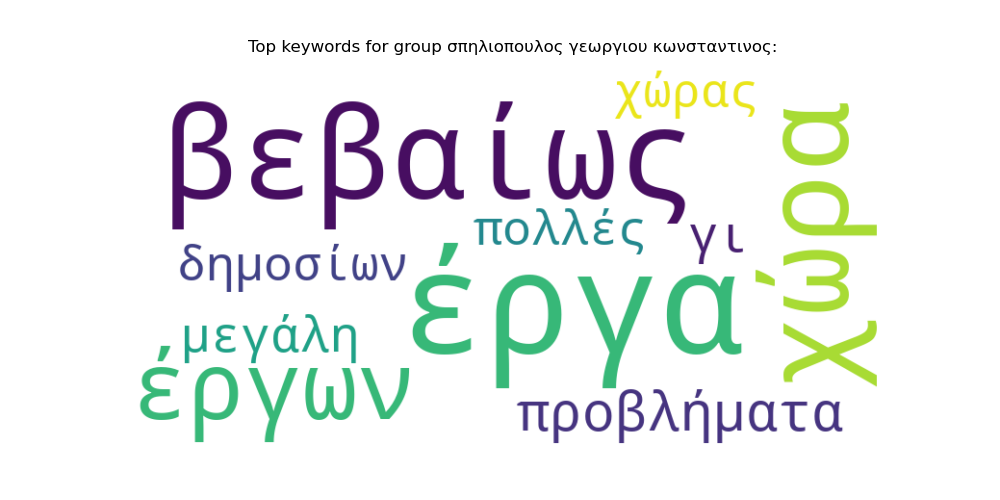 Top keywords for group σπηλιοπουλος γεωργιου κωνσταντινος:
χώρας
βεβαίως
χώρα
πολλές
γι
δημοσίων
έργα
μεγάλη
έργων
προβλήματα